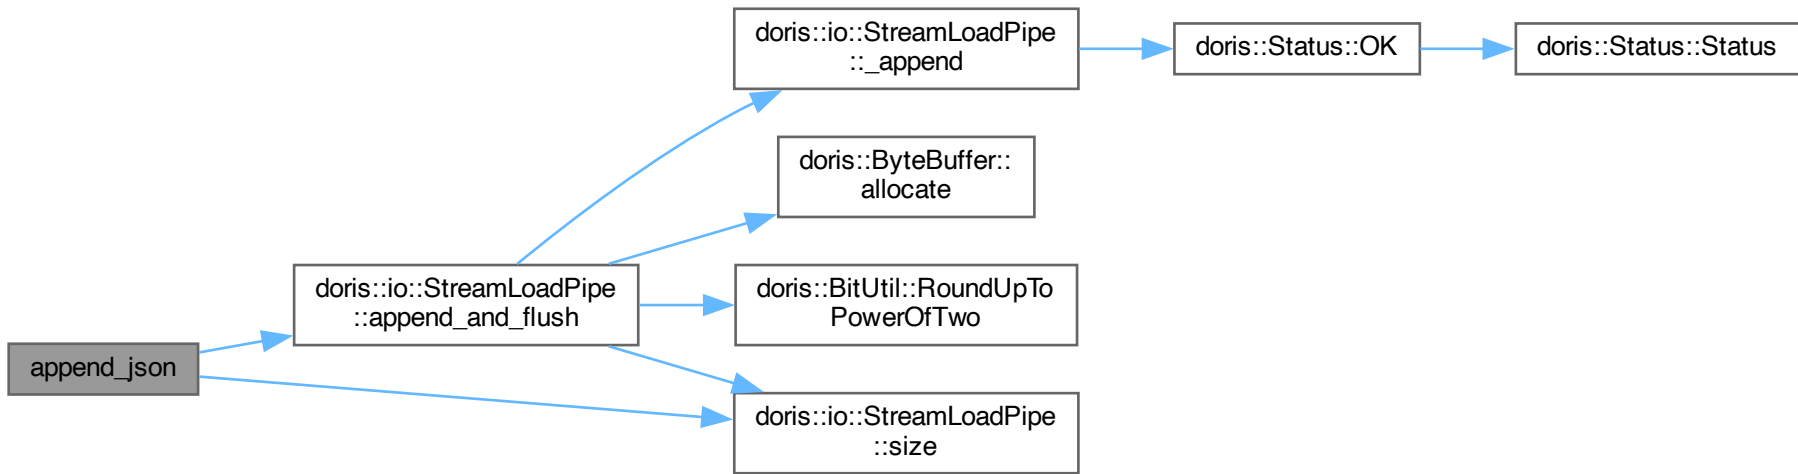 append_json
doris::io::StreamLoadPipe
::append_and_flush
doris::io::StreamLoadPipe
::_append
doris::ByteBuffer::
allocate
doris::BitUtil::RoundUpTo
PowerOfTwo
doris::io::StreamLoadPipe
::size
doris::Status::OK
doris::Status::Status